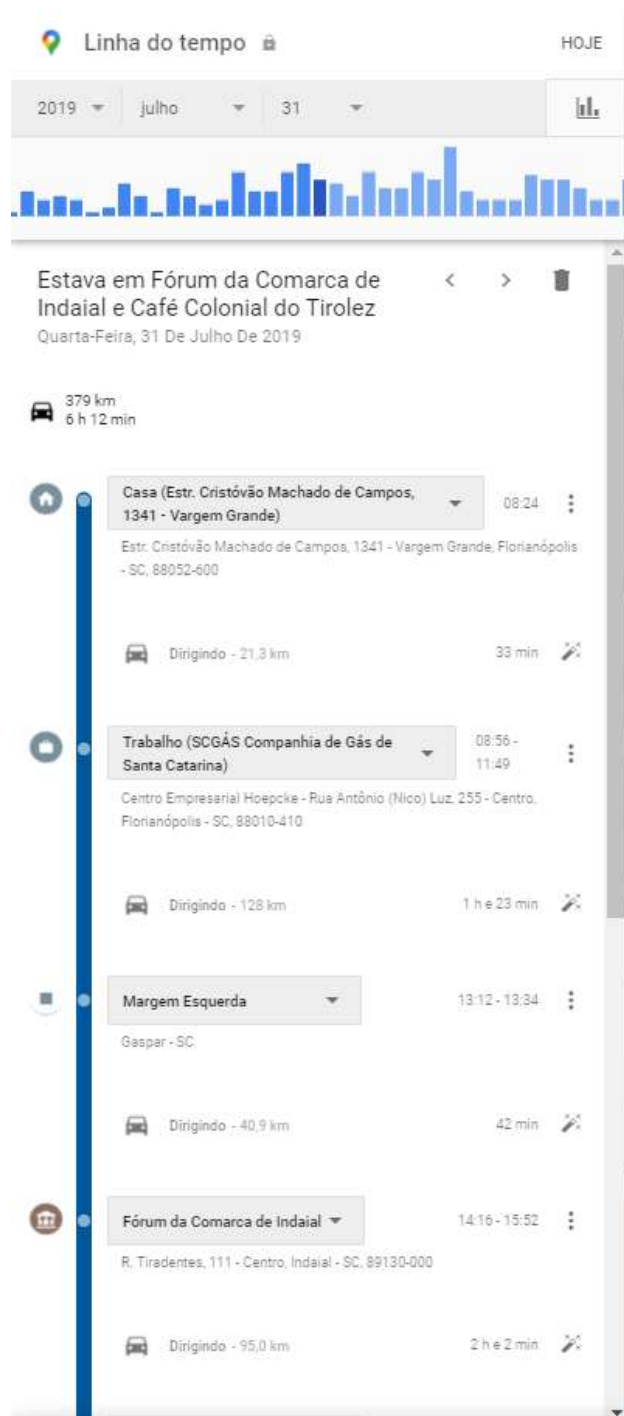 Linha do tempo
HOJE
2019
julho
31
Estava em Fórum da Comarca de
Indaial e Café Colonial do Tirolez
Quarta-Feira, 31 De Julho De 2019
379 km
6 h 12 min
Casa (Estr. Cristóvão Machado de Campos,
1341 - Vargem Grande)
08:24
Estr. Cristóvão Machado de Campos, 1341 - Vargem Grande, Florianópolis
- SC, 88052-600
Dirigindo - 21,3 km
33 min
Trabalho (SCGÁS Companhia de Gás de
Santa Catarina)
08:56 -
11:49
Centro Empresarial Hoepcke - Rua Antônio (Nico) Luz, 255 - Centro,
Florianópolis - SC, 88010-410
Dirigindo - 128 km
1 h e 23 min
Margem Esquerda
13:12 - 13:34
Gaspar - SC
Dirigindo - 40,9 km
42 min
Fórum da Comarca de Indaial
14:16 - 15:52
R. Tiradentes, 111 - Centro, Indaial - SC, 89130-000
Dirigindo - 95,0 km
2 h e 2 min